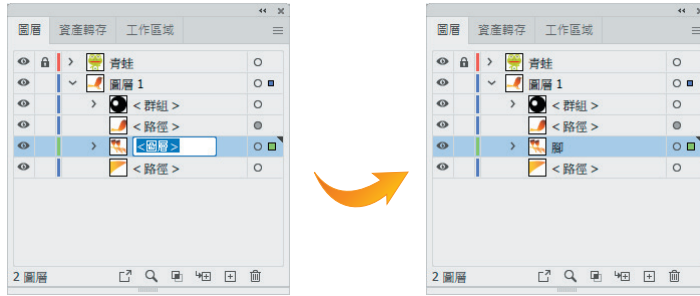 圖層 資產轉存 工作區域
青蛙
圖層 1
< 群組 >
< 路徑 >
<圖層>
< 路徑 >
2 圖層
圖層 資產轉存 工作區域
青蛙
圖層 1
< 群組 >
< 路徑 >
腳
< 路徑 >
2 圖層